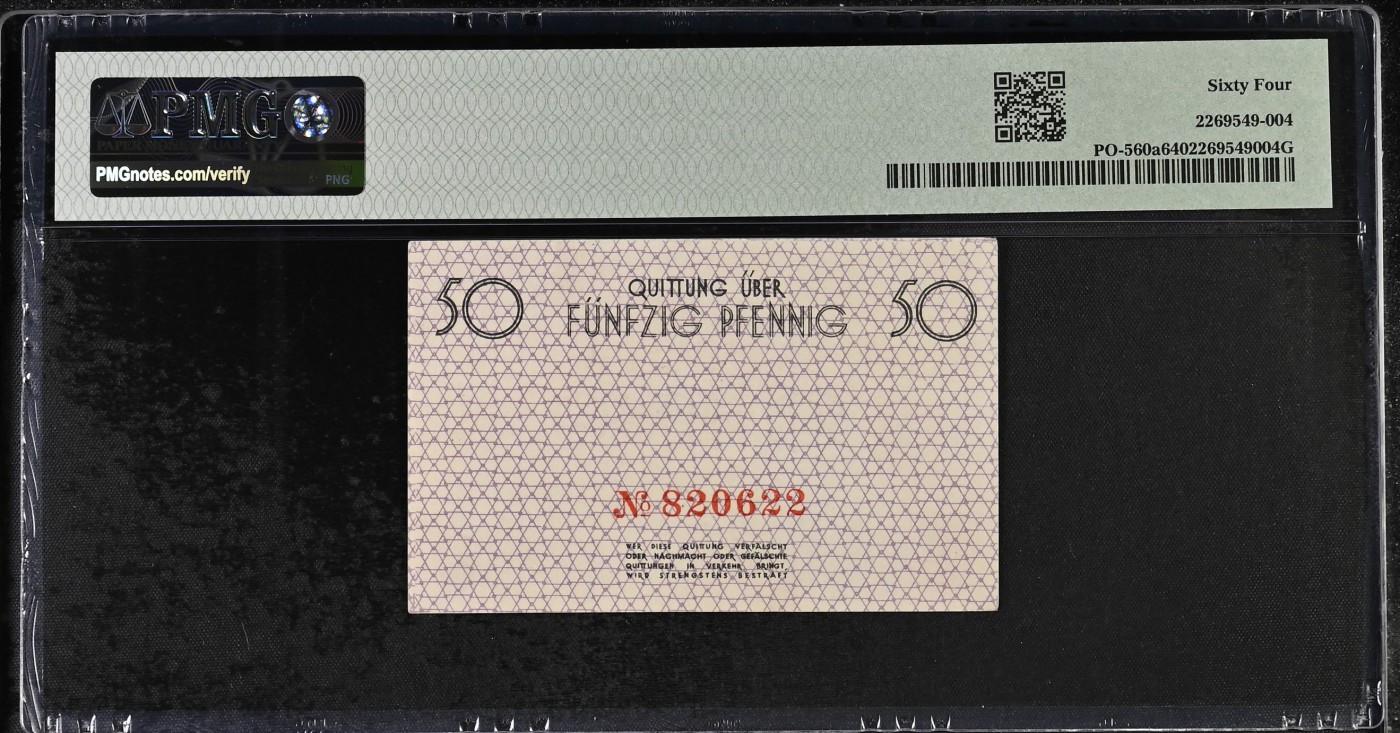 PMG
PMGnotes.com/verify
PNG
Sixty Four
2269549-004
PO-560a6402269549004G
50
QUITTUNG ÜBER
FÜNFZIG PFENNIG
50
№ 820622
WER DIESE QUITTUNG VERFÄLSCHT
ODER NACHMACHT ODER GEFÄLSCHTE
QUITTUNGEN IN VERKEHR BRINGT,
WIRD STRENGSTENS BESTRAFT